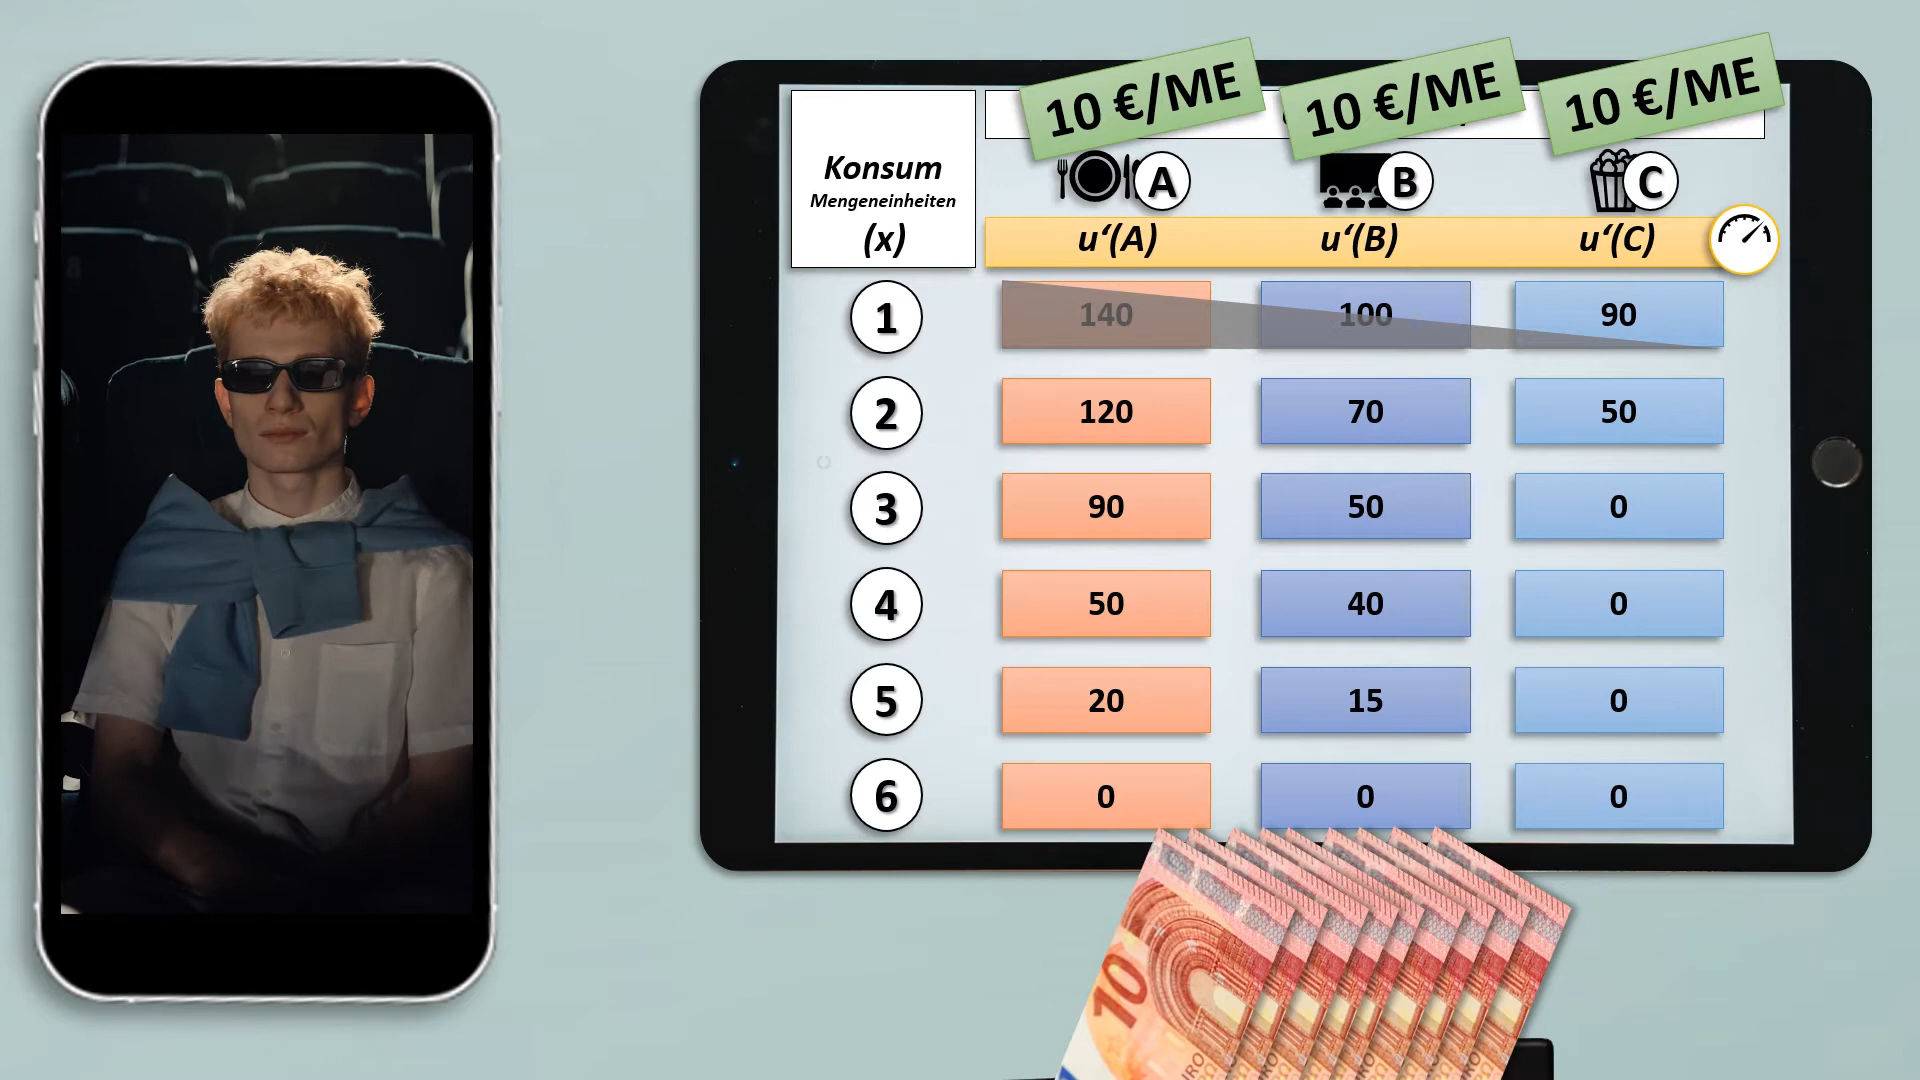 10 €/ME 10 €/ME 10 €/ME
Konsum
Mengeneinheiten
(x)
A B C
u‘(A) u‘(B) u‘(C)
1 140 100 90
2 120 70 50
3 90 50 0
4 50 40 0
5 20 15 0
6 0 0 0
10